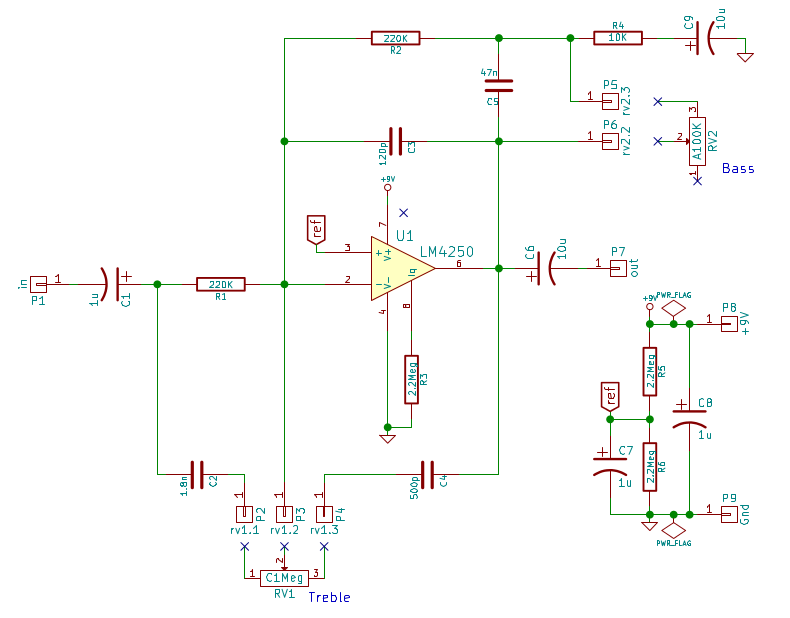 R4
10K
C9
10u
220K
R2
47n
C5
P5
1
rv2.3
P6
1
rv2.2
3
2
1
A100K
RV2
Bass
120p
C3
+9V
7
ref
U1
LM4250
3
2
6
4
8
+
-
V+
V-
Iq
in
1
P1
1u
C1
220K
R1
C6
10u
1
P7
out
2.2Meg
R3
+9V
PWR_FLAG
P8
1
+9V
2.2Meg
R5
ref
C8
1u
C7
1u
2.2Meg
R6
P9
1
Gnd
PWR_FLAG
1.8n
C2
500p
C4
1
P2
rv1.1
1
P3
rv1.2
1
P4
rv1.3
1
2
3
C1Meg
RV1
Treble